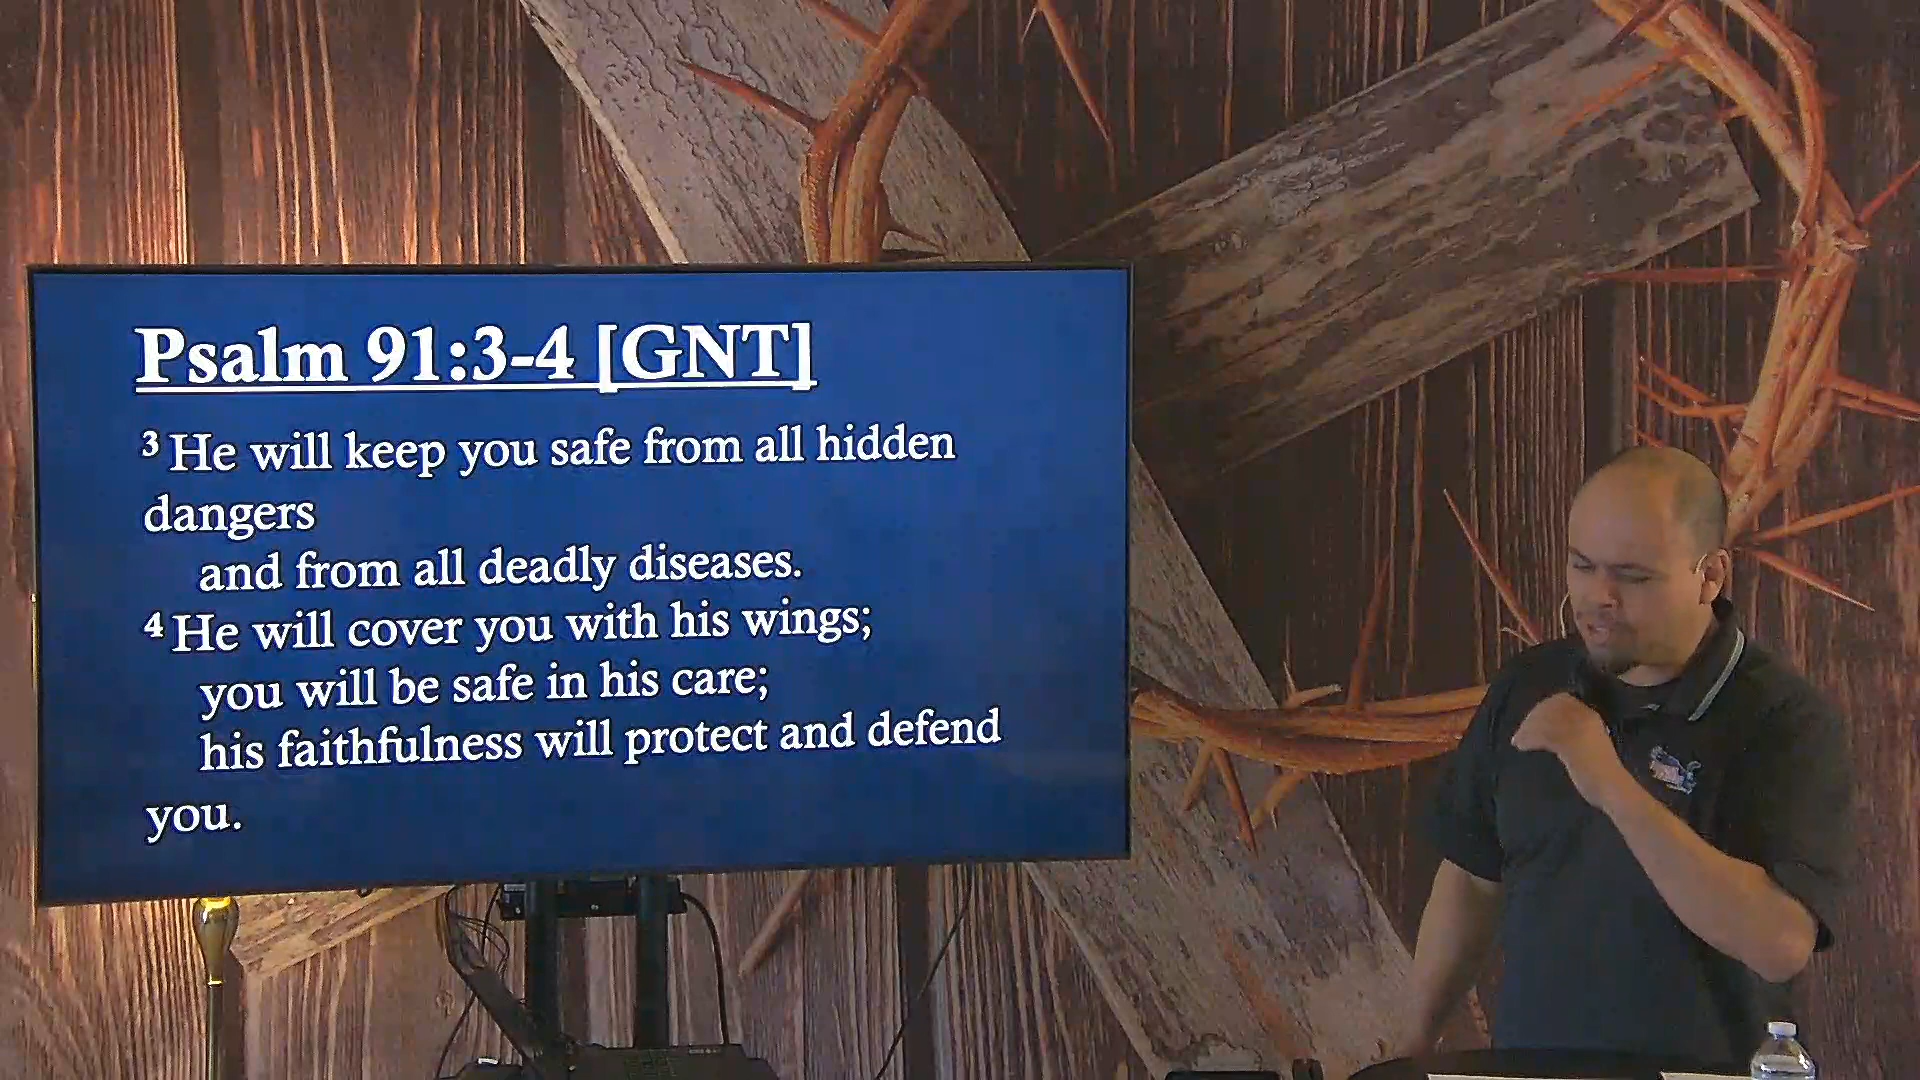 Psalm 91:3-4 [GNT]
3 He will keep you safe from all hidden
dangers
and from all deadly diseases.
4 He will cover you with his wings;
you will be safe in his care;
his faithfulness will protect and defend
you.